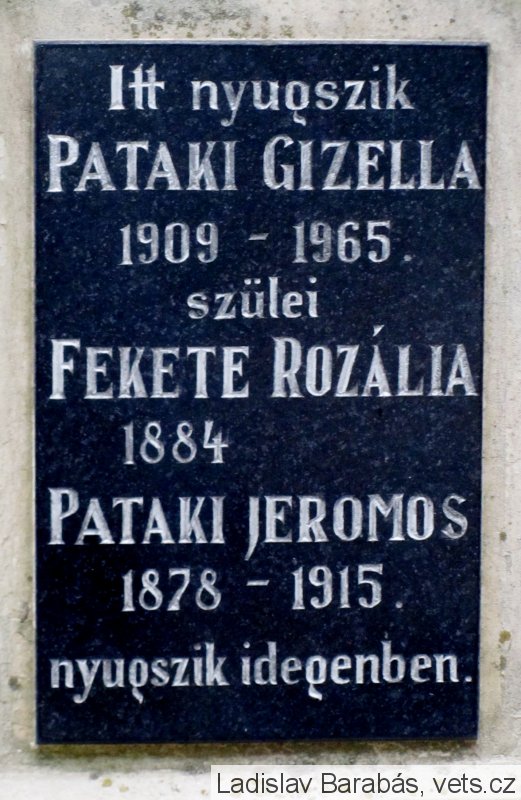 Itt nyugszik
PATAKI GIZELLA
1909 - 1965.
szülei
FEKETE ROZÁLIA
1884
PATAKI JEROMOS
1878 - 1915.
nyugszik idegenben.
Ladislav Barabás, vets.cz